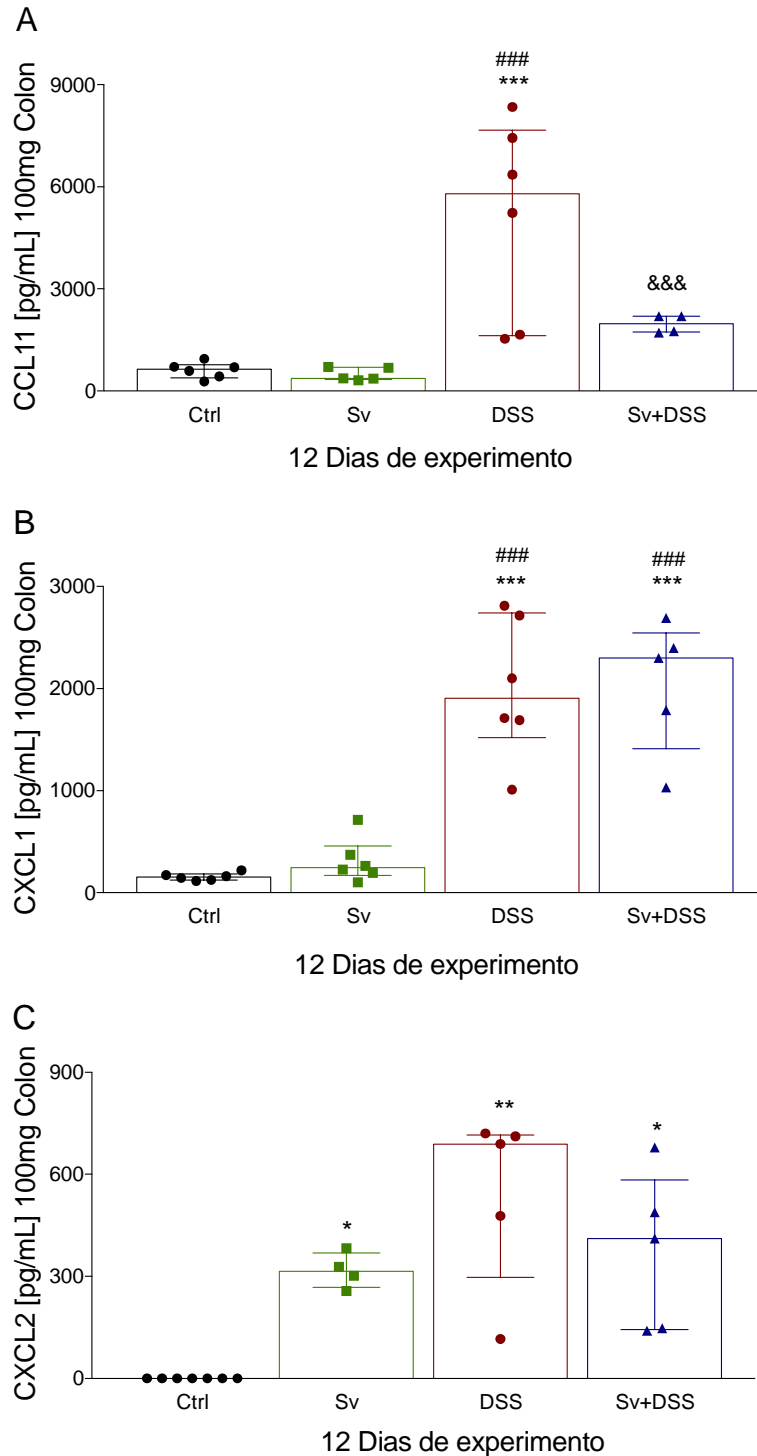 A
CCL11 [pg/mL] 100mg Colon
9000
6000
3000
0
###
***
&&&
Ctrl
Sv
DSS
Sv+DSS
12 Dias de experimento
B
CXCL1 [pg/mL] 100mg Colon
3000
2000
1000
0
###
***
###
***
Ctrl
Sv
DSS
Sv+DSS
12 Dias de experimento
C
CXCL2 [pg/mL] 100mg Colon
900
600
300
0
*
**
*
Ctrl
Sv
DSS
Sv+DSS
12 Dias de experimento